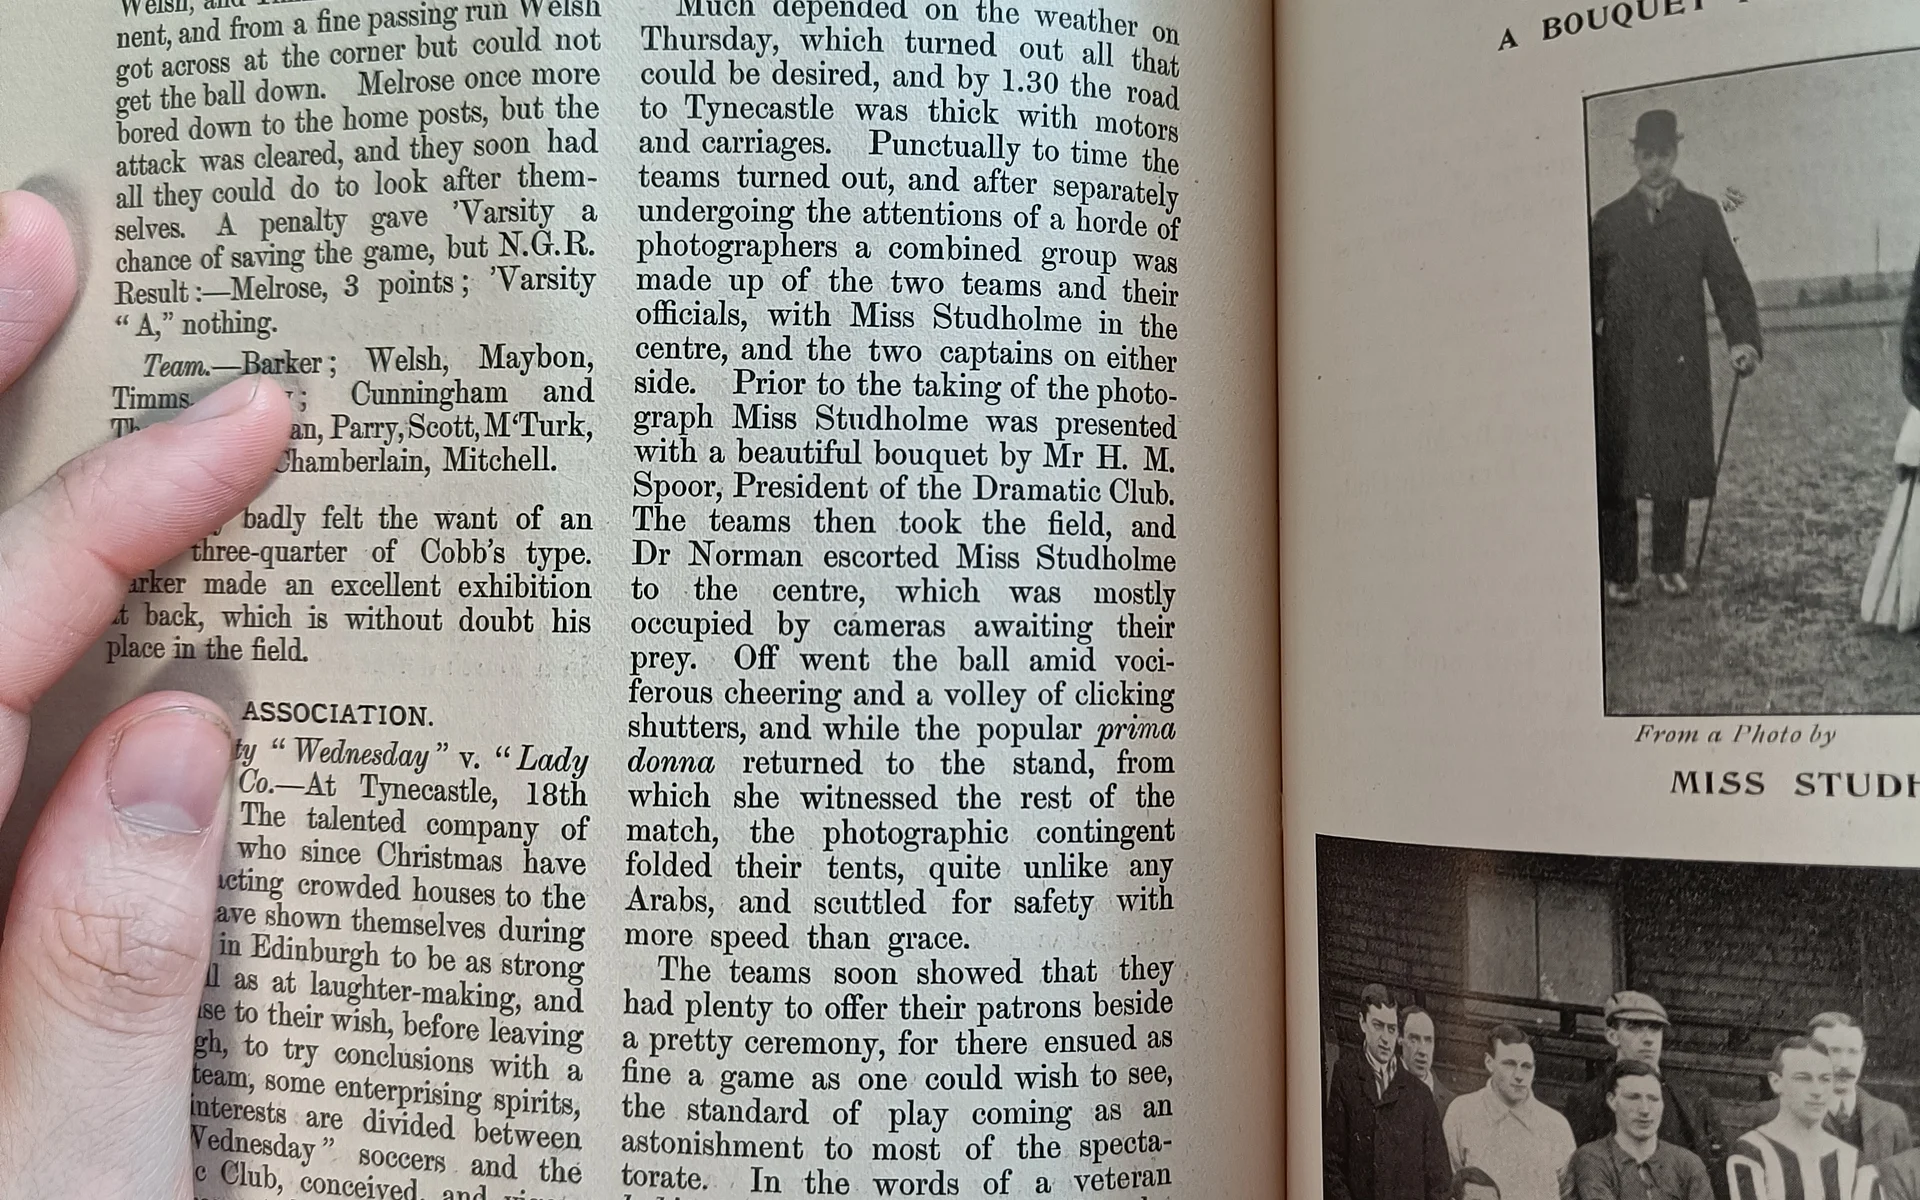 Welsh, and
nent, and from a fine passing run Welsh
got across at the corner but could not
get the ball down. Melrose once more
bored down to the home posts, but the
attack was cleared, and they soon had
all they could do to look after them-
selves. A penalty gave 'Varsity a
chance of saving the game, but N.G.R.
Result:—Melrose, 3 points; 'Varsity
“A,” nothing.
Team.—Barker; Welsh, Maybon,
Timms, ; Cunningham and
Parry, Scott, M‘Turk,
Chamberlain, Mitchell.
badly felt the want of an
three-quarter of Cobb's type.
made an excellent exhibition
back, which is without doubt his
place in the field.
ASSOCIATION.
“Wednesday” v. “Lady
Co.—At Tynecastle, 18th
The talented company of
who since Christmas have
crowded houses to the
shown themselves during
in Edinburgh to be as strong
as at laughter-making, and
to their wish, before leaving
to try conclusions with a
team, some enterprising spirits,
interests are divided between
Wednesday” soccers and the
Club, conceived, and
Much depended on the weather on
Thursday, which turned out all that
could be desired, and by 1.30 the road
to Tynecastle was thick with motors
and carriages. Punctually to time the
teams turned out, and after separately
undergoing the attentions of a horde of
photographers a combined group was
made up of the two teams and their
officials, with Miss Studholme in the
centre, and the two captains on either
side. Prior to the taking of the photo-
graph Miss Studholme was presented
with a beautiful bouquet by Mr H. M.
Spoor, President of the Dramatic Club.
The teams then took the field, and
Dr Norman escorted Miss Studholme
to the centre, which was mostly
occupied by cameras awaiting their
prey. Off went the ball amid voci-
ferous cheering and a volley of clicking
shutters, and while the popular prima
donna returned to the stand, from
which she witnessed the rest of the
match, the photographic contingent
folded their tents, quite unlike any
Arabs, and scuttled for safety with
more speed than grace.
The teams soon showed that they
had plenty to offer their patrons beside
a pretty ceremony, for there ensued as
fine a game as one could wish to see,
the standard of play coming as an
astonishment to most of the specta-
torate. In the words of a veteran
A BOUQUET
From a Photo by
MISS STUDH